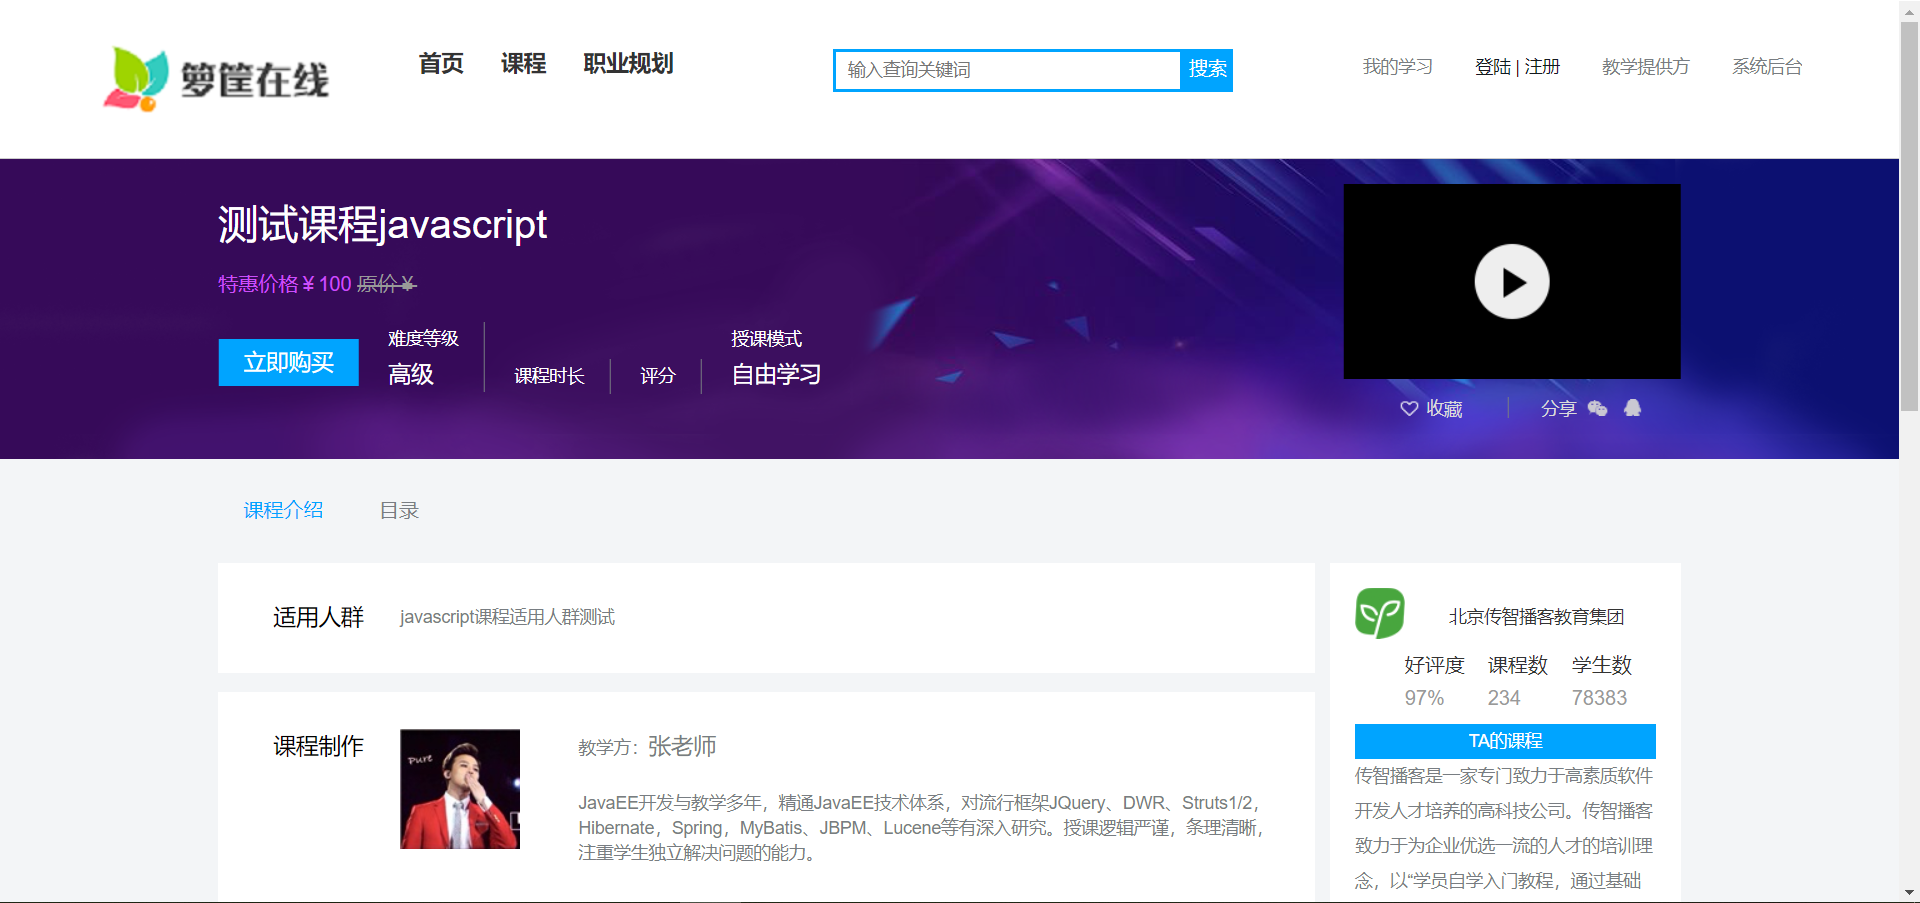 箩筐在线
首页 课程 职业规划
输入查询关键词 搜索
我的学习 登陆 | 注册 教学提供方 系统后台
测试课程javascript
特惠价格￥100 原价￥
立即购买
难度等级
高级
课程时长
评分
授课模式
自由学习
收藏
分享
课程介绍 目录
适用人群 javascript课程适用人群测试
课程制作
Pure
教学方：张老师
JavaEE开发与教学多年，精通JavaEE技术体系，对流行框架JQuery、DWR、Struts1/2，
Hibernate，Spring，MyBatis、JBPM、Lucene等有深入研究。授课逻辑严谨，条理清晰，
注重学生独立解决问题的能力。
北京传智播客教育集团
好评度 课程数 学生数
97% 234 78383
TA的课程
传智播客是一家专门致力于高素质软件
开发人才培养的高科技公司。传智播客
致力于为企业优选一流的人才的培训理
念，以“学员自学入门教程，通过基础